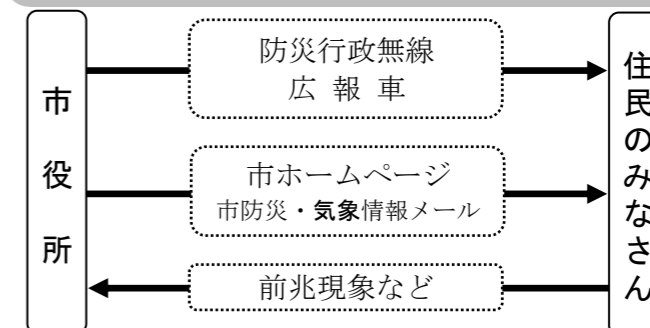 市役所
防災行政無線
広報車
市ホームページ
市防災・気象情報メール
前兆現象など
住民のみなさん